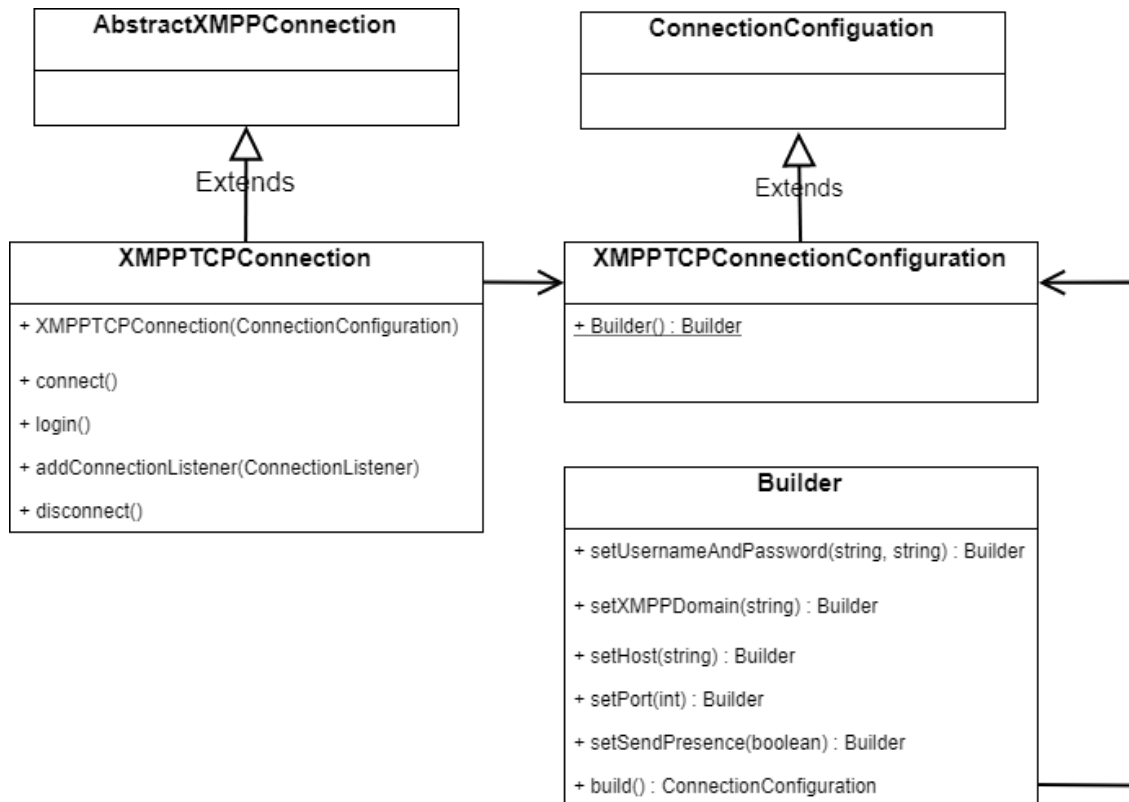 AbstractXMPPConnection
ConnectionConfiguation
Extends
Extends
XMPPTCPConnection
+ XMPPTCPConnection(ConnectionConfiguration)
+ connect()
+ login()
+ addConnectionListener(ConnectionListener)
+ disconnect()
XMPPTCPConnectionConfiguration
+ Builder() : Builder
Builder
+ setUsernameAndPassword(string, string) : Builder
+ setXMPPDomain(string) : Builder
+ setHost(string) : Builder
+ setPort(int) : Builder
+ setSendPresence(boolean) : Builder
+ build() : ConnectionConfiguration